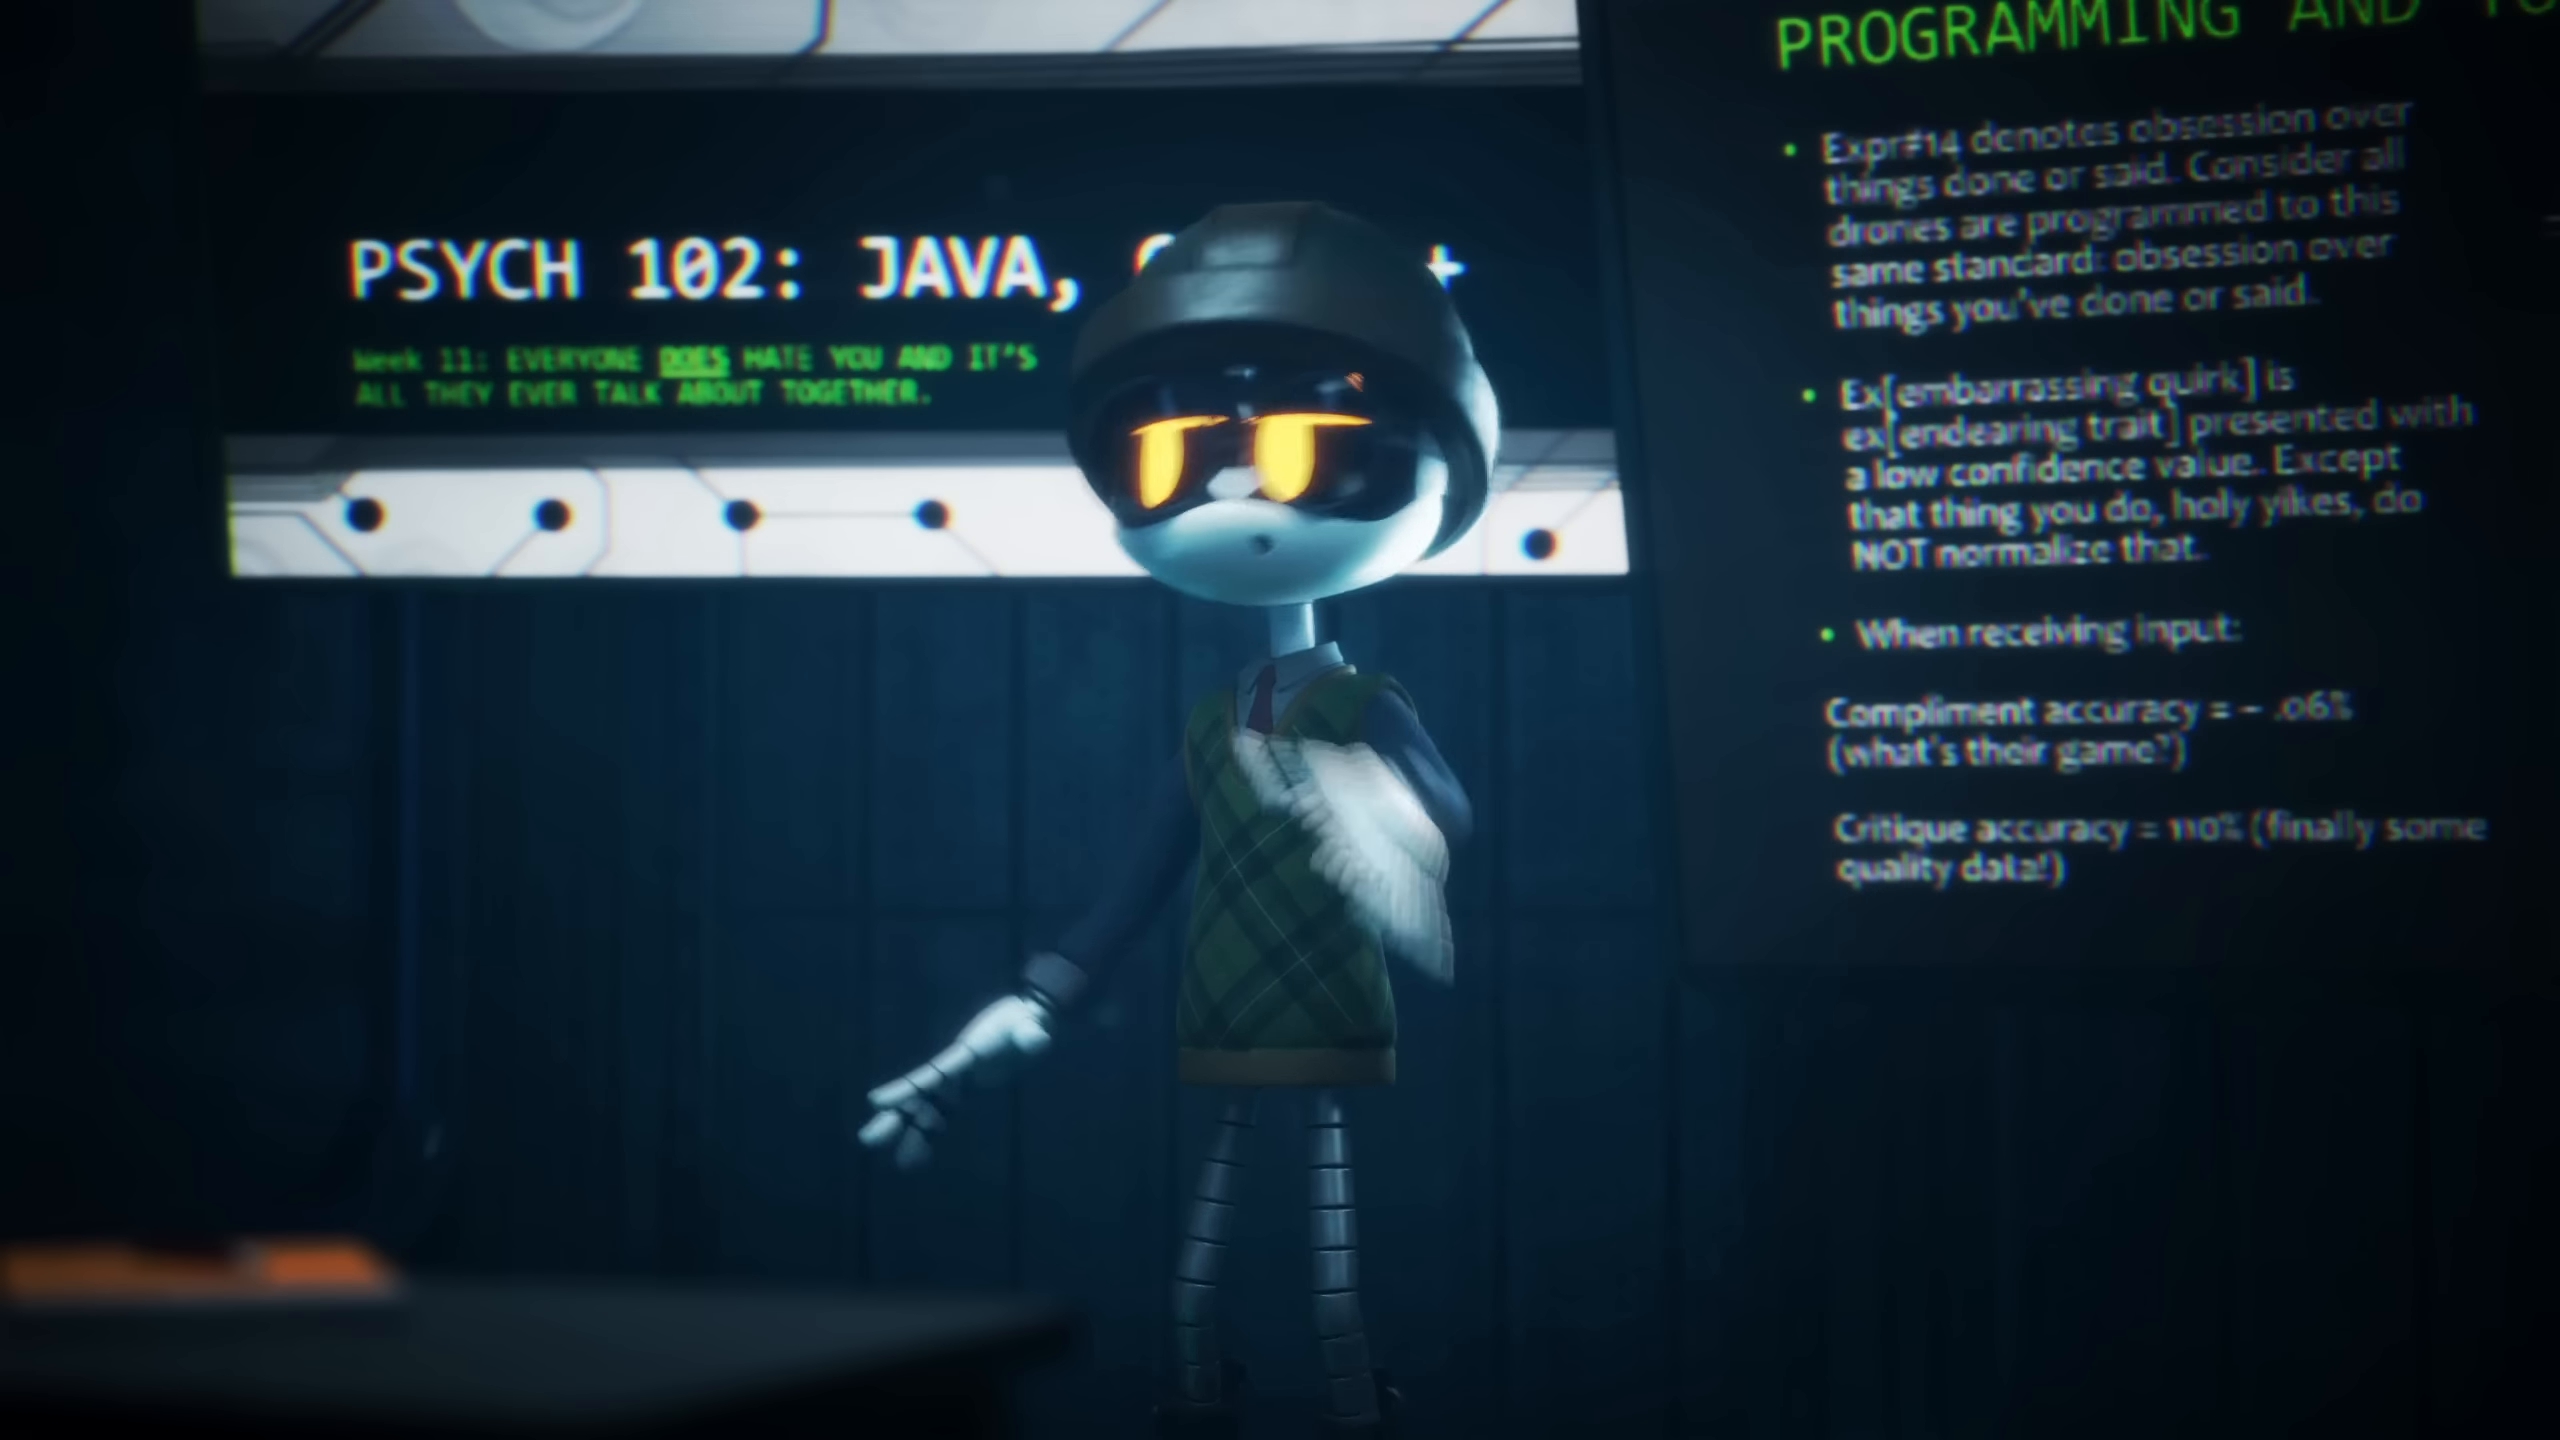 PSYCH 102: JAVA,
Week 11: EVERYONE DOES HATE YOU AND IT'S
ALL THEY EVER TALK ABOUT TOGETHER.
PROGRAMMING AND
• Expr#14 denotes obsession over
things done or said. Consider all
drones are programmed to this
same standard: obsession over
things you've done or said.
• Ex[embarrassing quirk] is
ex[endearing trait] presented with
a low confidence value. Except
that thing you do, holy yikes, do
NOT normalize that.
• When receiving input:
Compliment accuracy = - .06%
(what's their game?)
Critique accuracy = 110% (finally some
quality data!)